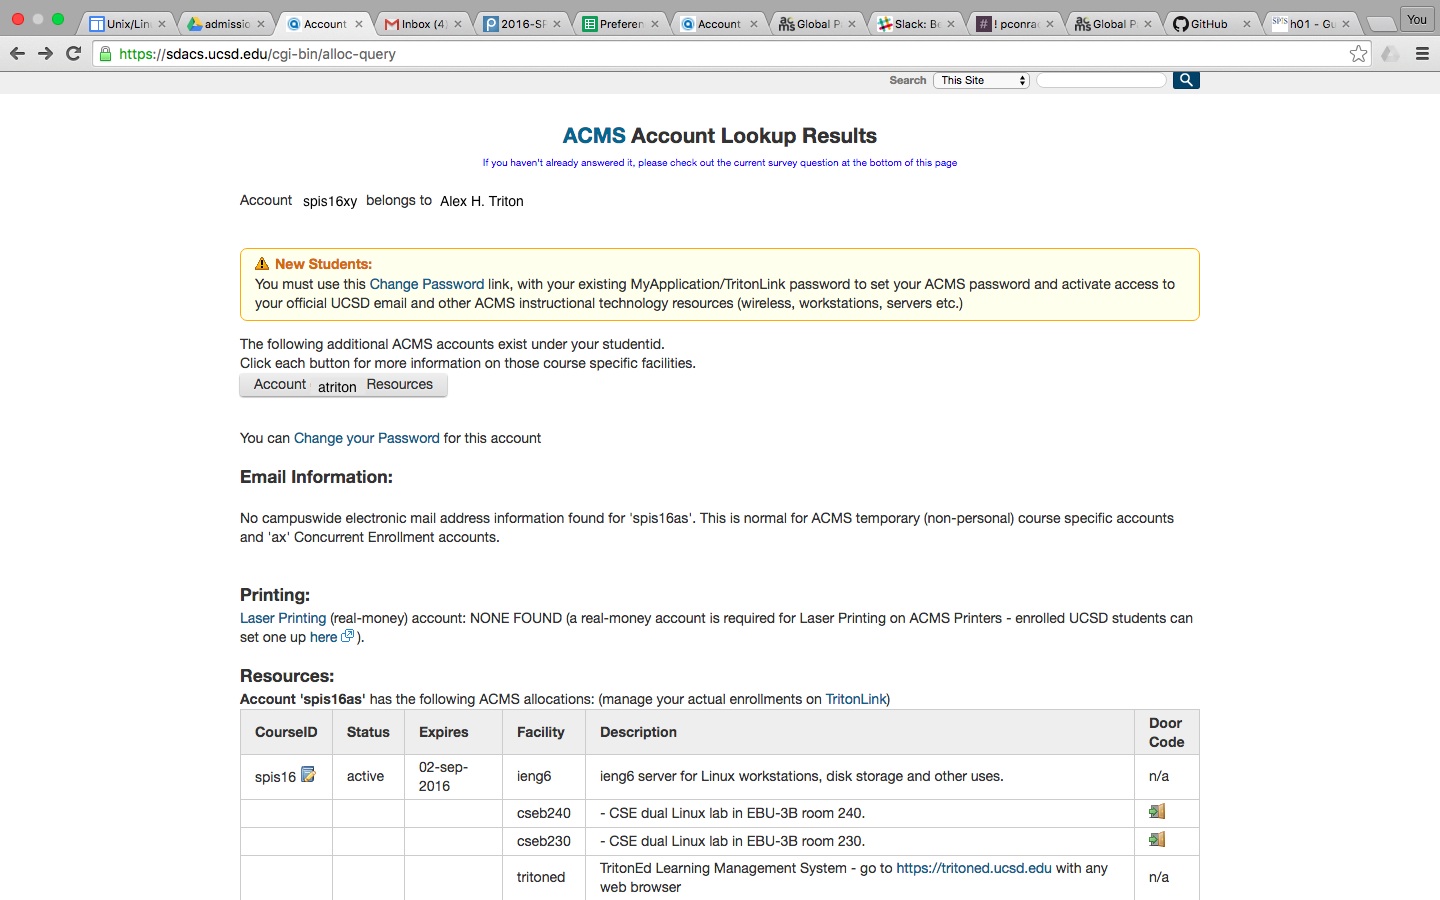 Unix/Lin
admissio
Account
Inbox (4)
2016-SP
Preferen
Account
Global P
Slack: Be
! pconrad
Global P
GitHub
h01 - Gu
You
https://sdacs.ucsd.edu/cgi-bin/alloc-query
Search This Site
ACMS Account Lookup Results
If you haven't already answered it, please check out the current survey question at the bottom of this page
Account spis16xy belongs to Alex H. Triton
New Students:
You must use this Change Password link, with your existing MyApplication/TritonLink password to set your ACMS password and activate access to
your official UCSD email and other ACMS instructional technology resources (wireless, workstations, servers etc.)
The following additional ACMS accounts exist under your studentid.
Click each button for more information on those course specific facilities.
Account atriton Resources
You can Change your Password for this account
Email Information:
No campuswide electronic mail address information found for 'spis16as'. This is normal for ACMS temporary (non-personal) course specific accounts
and 'ax' Concurrent Enrollment accounts.
Printing:
Laser Printing (real-money) account: NONE FOUND (a real-money account is required for Laser Printing on ACMS Printers - enrolled UCSD students can
set one up here ).
Resources:
Account 'spis16as' has the following ACMS allocations: (manage your actual enrollments on TritonLink)
CourseID Status Expires Facility Description Door Code
spis16 active 02-sep-2016 ieng6 ieng6 server for Linux workstations, disk storage and other uses. n/a
cseb240 - CSE dual Linux lab in EBU-3B room 240.
cseb230 - CSE dual Linux lab in EBU-3B room 230.
tritoned TritonEd Learning Management System - go to https://tritoned.ucsd.edu with any web browser n/a